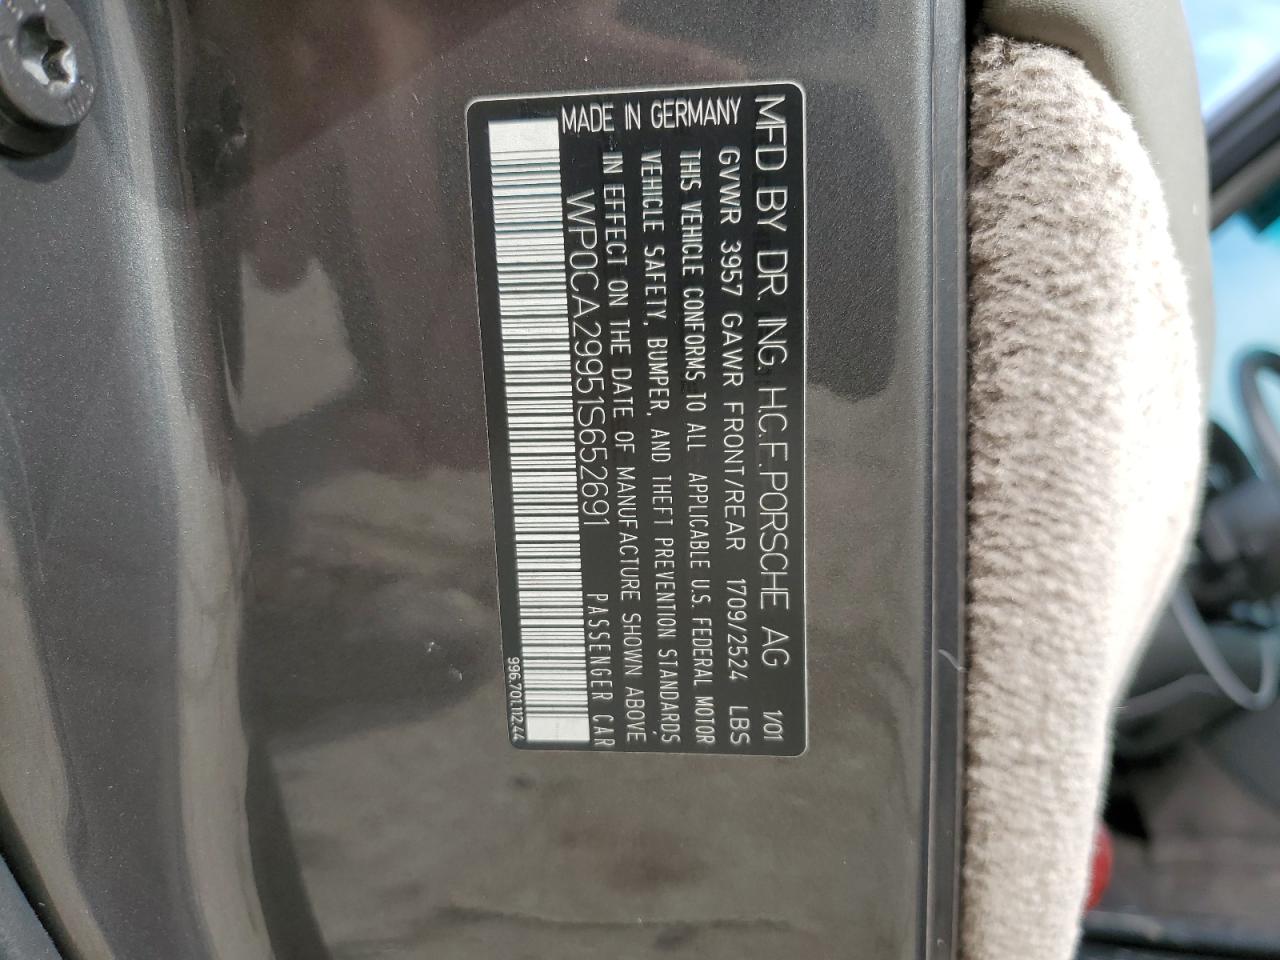 MFD BY DR. ING. H.C.F. PORSCHE AG 1/01
GVWR 3957 GAWR FRONT/REAR 1709/2524 LBS
THIS VEHICLE CONFORMS TO ALL APPLICABLE U.S. FEDERAL MOTOR
VEHICLE SAFETY, BUMPER, AND THEFT PREVENTION STANDARDS
IN EFFECT ON THE DATE OF MANUFACTURE SHOWN ABOVE.
WP0CA29951S652691 PASSENGER CAR
996.701.112.44
MADE IN GERMANY